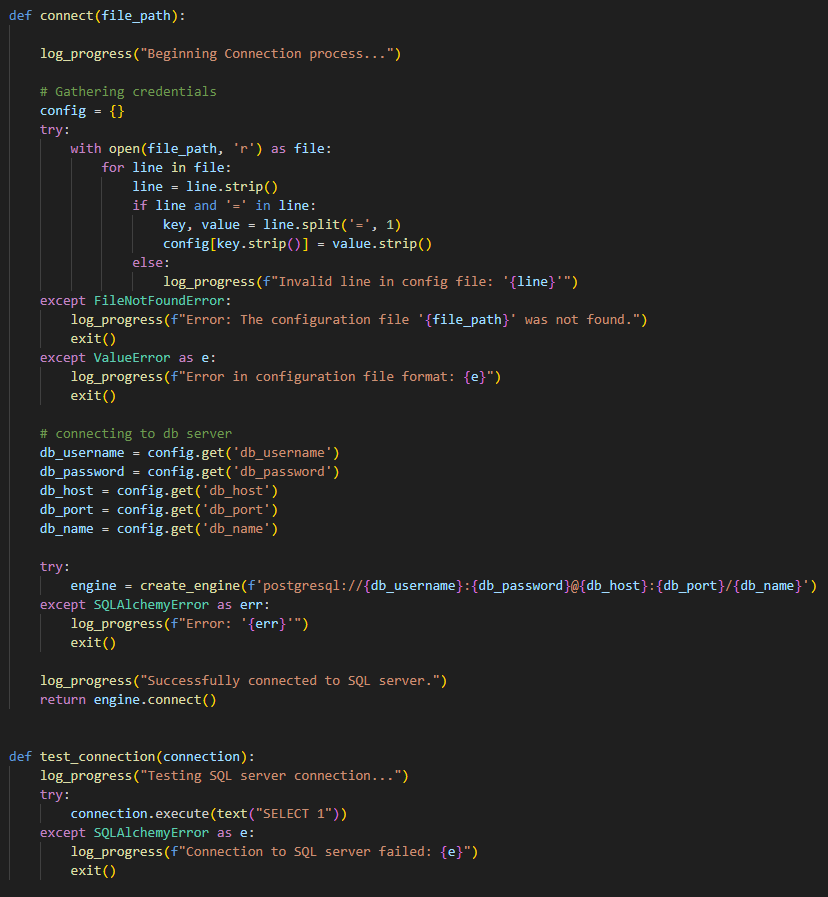 def connect(file_path):

    log_progress("Beginning Connection process...")

    # Gathering credentials
    config = {}
    try:
        with open(file_path, 'r') as file:
            for line in file:
                line = line.strip()
                if line and '=' in line:
                    key, value = line.split('=', 1)
                    config[key.strip()] = value.strip()
                else:
                    log_progress(f"Invalid line in config file: '{line}'")
    except FileNotFoundError:
        log_progress(f"Error: The configuration file '{file_path}' was not found.")
        exit()
    except ValueError as e:
        log_progress(f"Error in configuration file format: {e}")
        exit()

    # connecting to db server
    db_username = config.get('db_username')
    db_password = config.get('db_password')
    db_host = config.get('db_host')
    db_port = config.get('db_port')
    db_name = config.get('db_name')

    try:
        engine = create_engine(f'postgresql://{db_username}:{db_password}@{db_host}:{db_port}/{db_name}')
    except SQLAlchemyError as err:
        log_progress(f"Error: '{err}'")
        exit()

    log_progress("Successfully connected to SQL server.")
    return engine.connect()


def test_connection(connection):
    log_progress("Testing SQL server connection...")
    try:
        connection.execute(text("SELECT 1"))
    except SQLAlchemyError as e:
        log_progress(f"Connection to SQL server failed: {e}")
        exit()